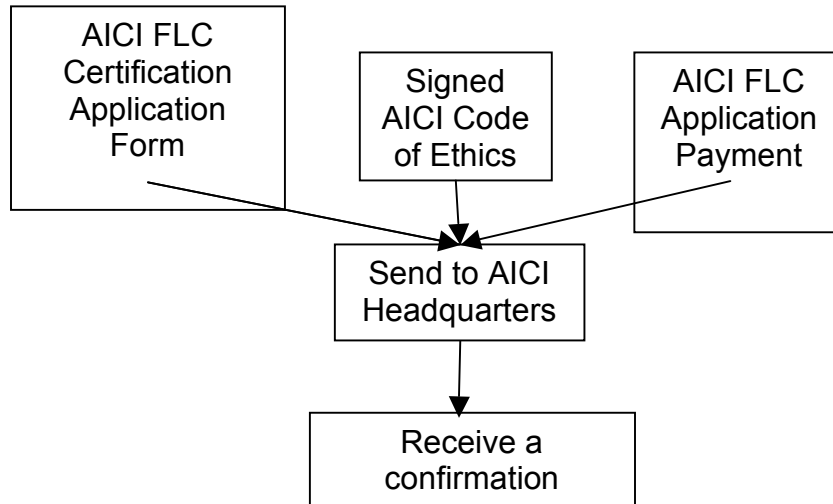 AICI FLC
Certification
Application
Form
Signed
AICI Code
of Ethics
AICI FLC
Application
Payment
Send to AICI
Headquarters
Receive a
confirmation